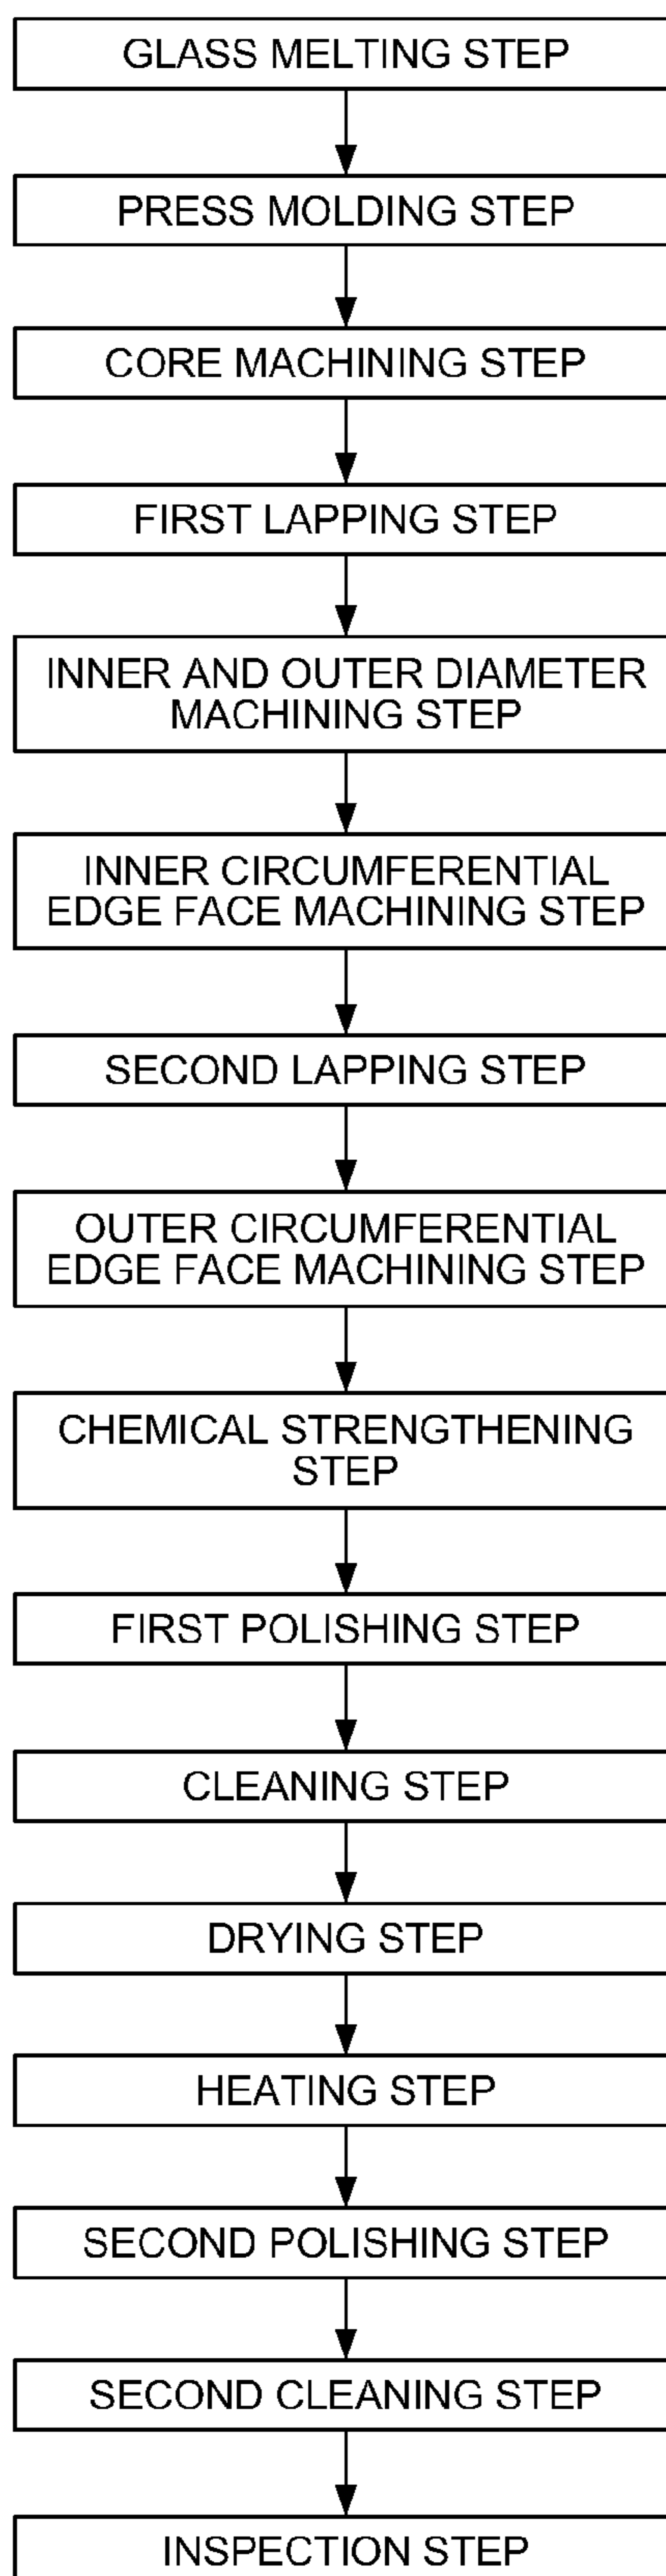 GLASS MELTING STEP
PRESS MOLDING STEP
CORE MACHINING STEP
FIRST LAPPING STEP
INNER AND OUTER DIAMETER
MACHINING STEP
INNER CIRCUMFERENTIAL
EDGE FACE MACHINING STEP
SECOND LAPPING STEP
OUTER CIRCUMFERENTIAL
EDGE FACE MACHINING STEP
CHEMICAL STRENGTHENING
STEP
FIRST POLISHING STEP
CLEANING STEP
DRYING STEP
HEATING STEP
SECOND POLISHING STEP
SECOND CLEANING STEP
INSPECTION STEP